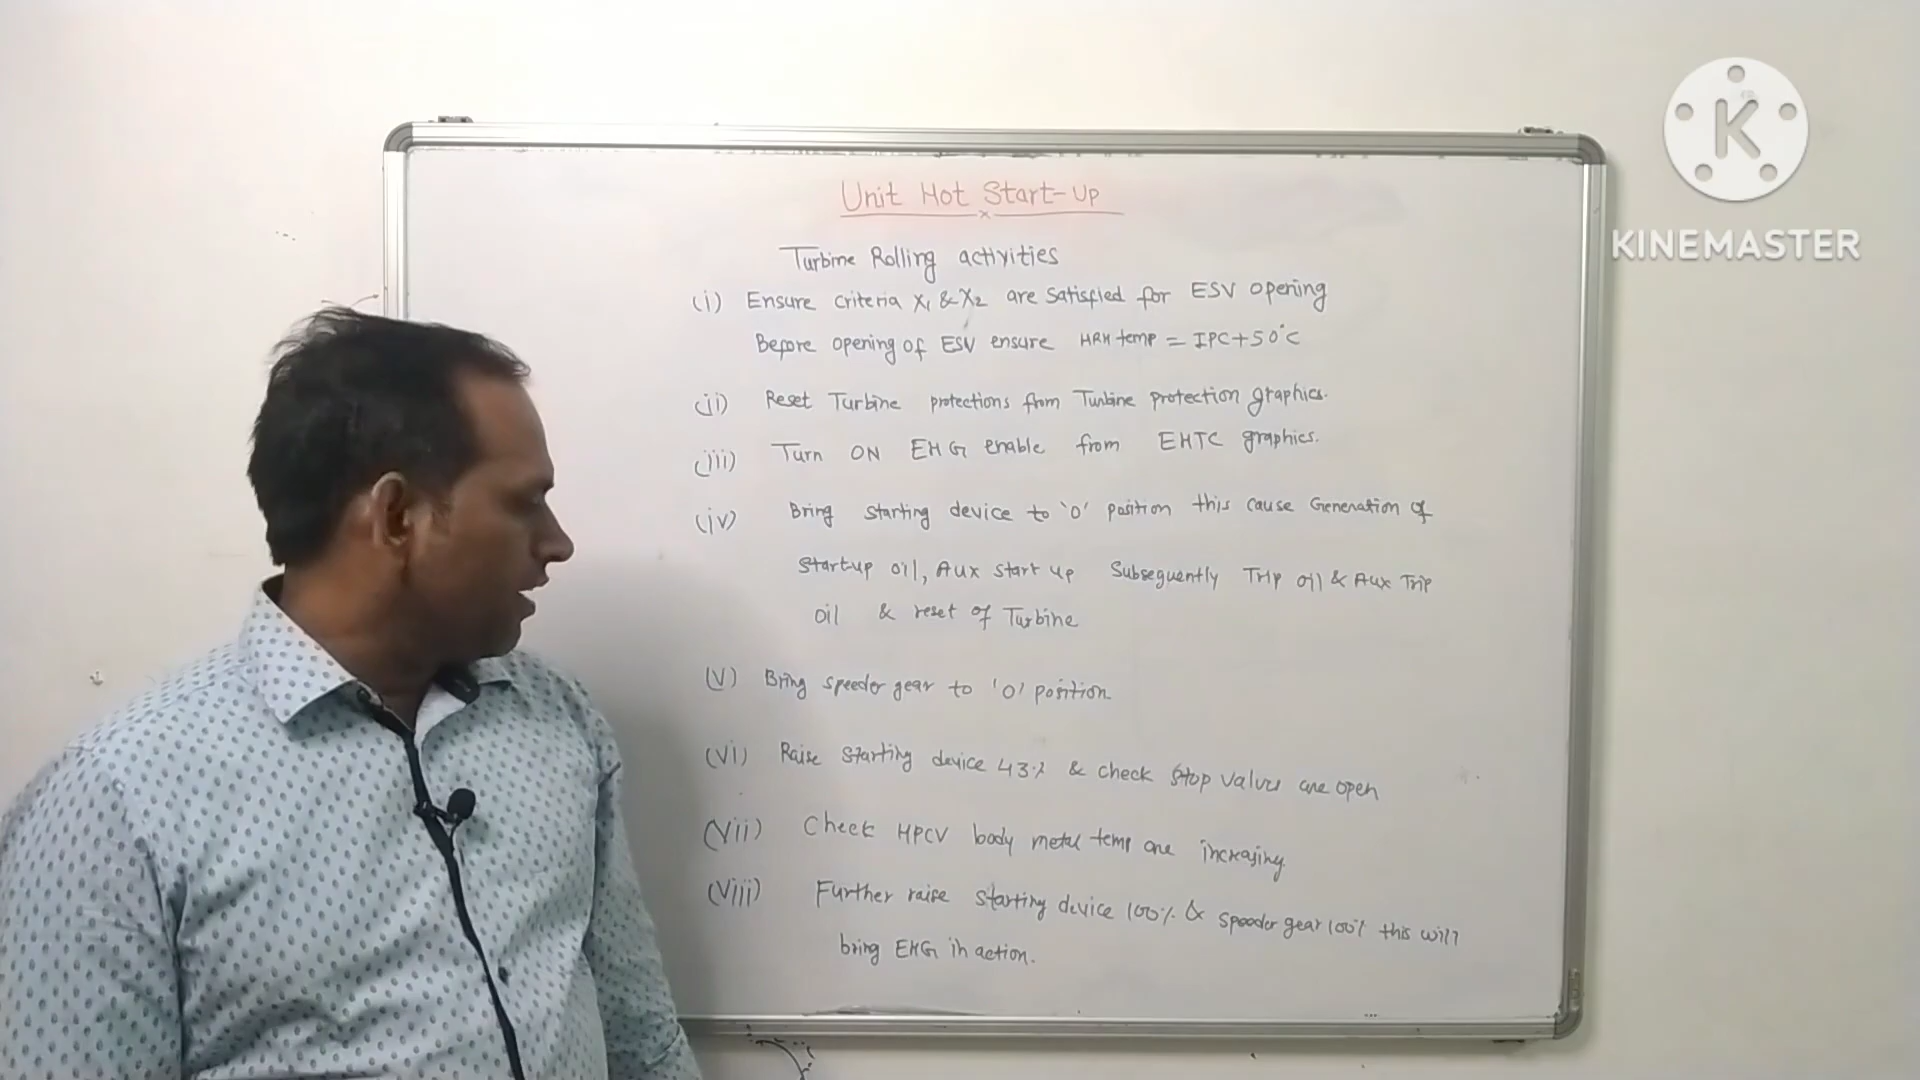 Unit Hot Start-Up
Turbine Rolling activities
(i) Ensure criteria X1 & X2 are satisfied for ESV opening
Before opening of ESV ensure HRH temp = IPC+50°C
(ii) Reset Turbine protections from Turbine protection graphics.
(iii) Turn ON EHG enable from EHTC graphics.
(iv) Bring starting device to '0' position this cause Generation of
Startup oil, Aux start up Subsequently Trip oil & Aux Trip
oil & reset of Turbine
(V) Bring speeder gear to '0' position
(Vi) Raise starting device 43% & check stop valves are open
(Vii) Check HPCV body metal temp are increasing.
(Viii) Further raise starting device 100% & speeder gear 100% this will
bring EHG in action.
K
KINEMASTER